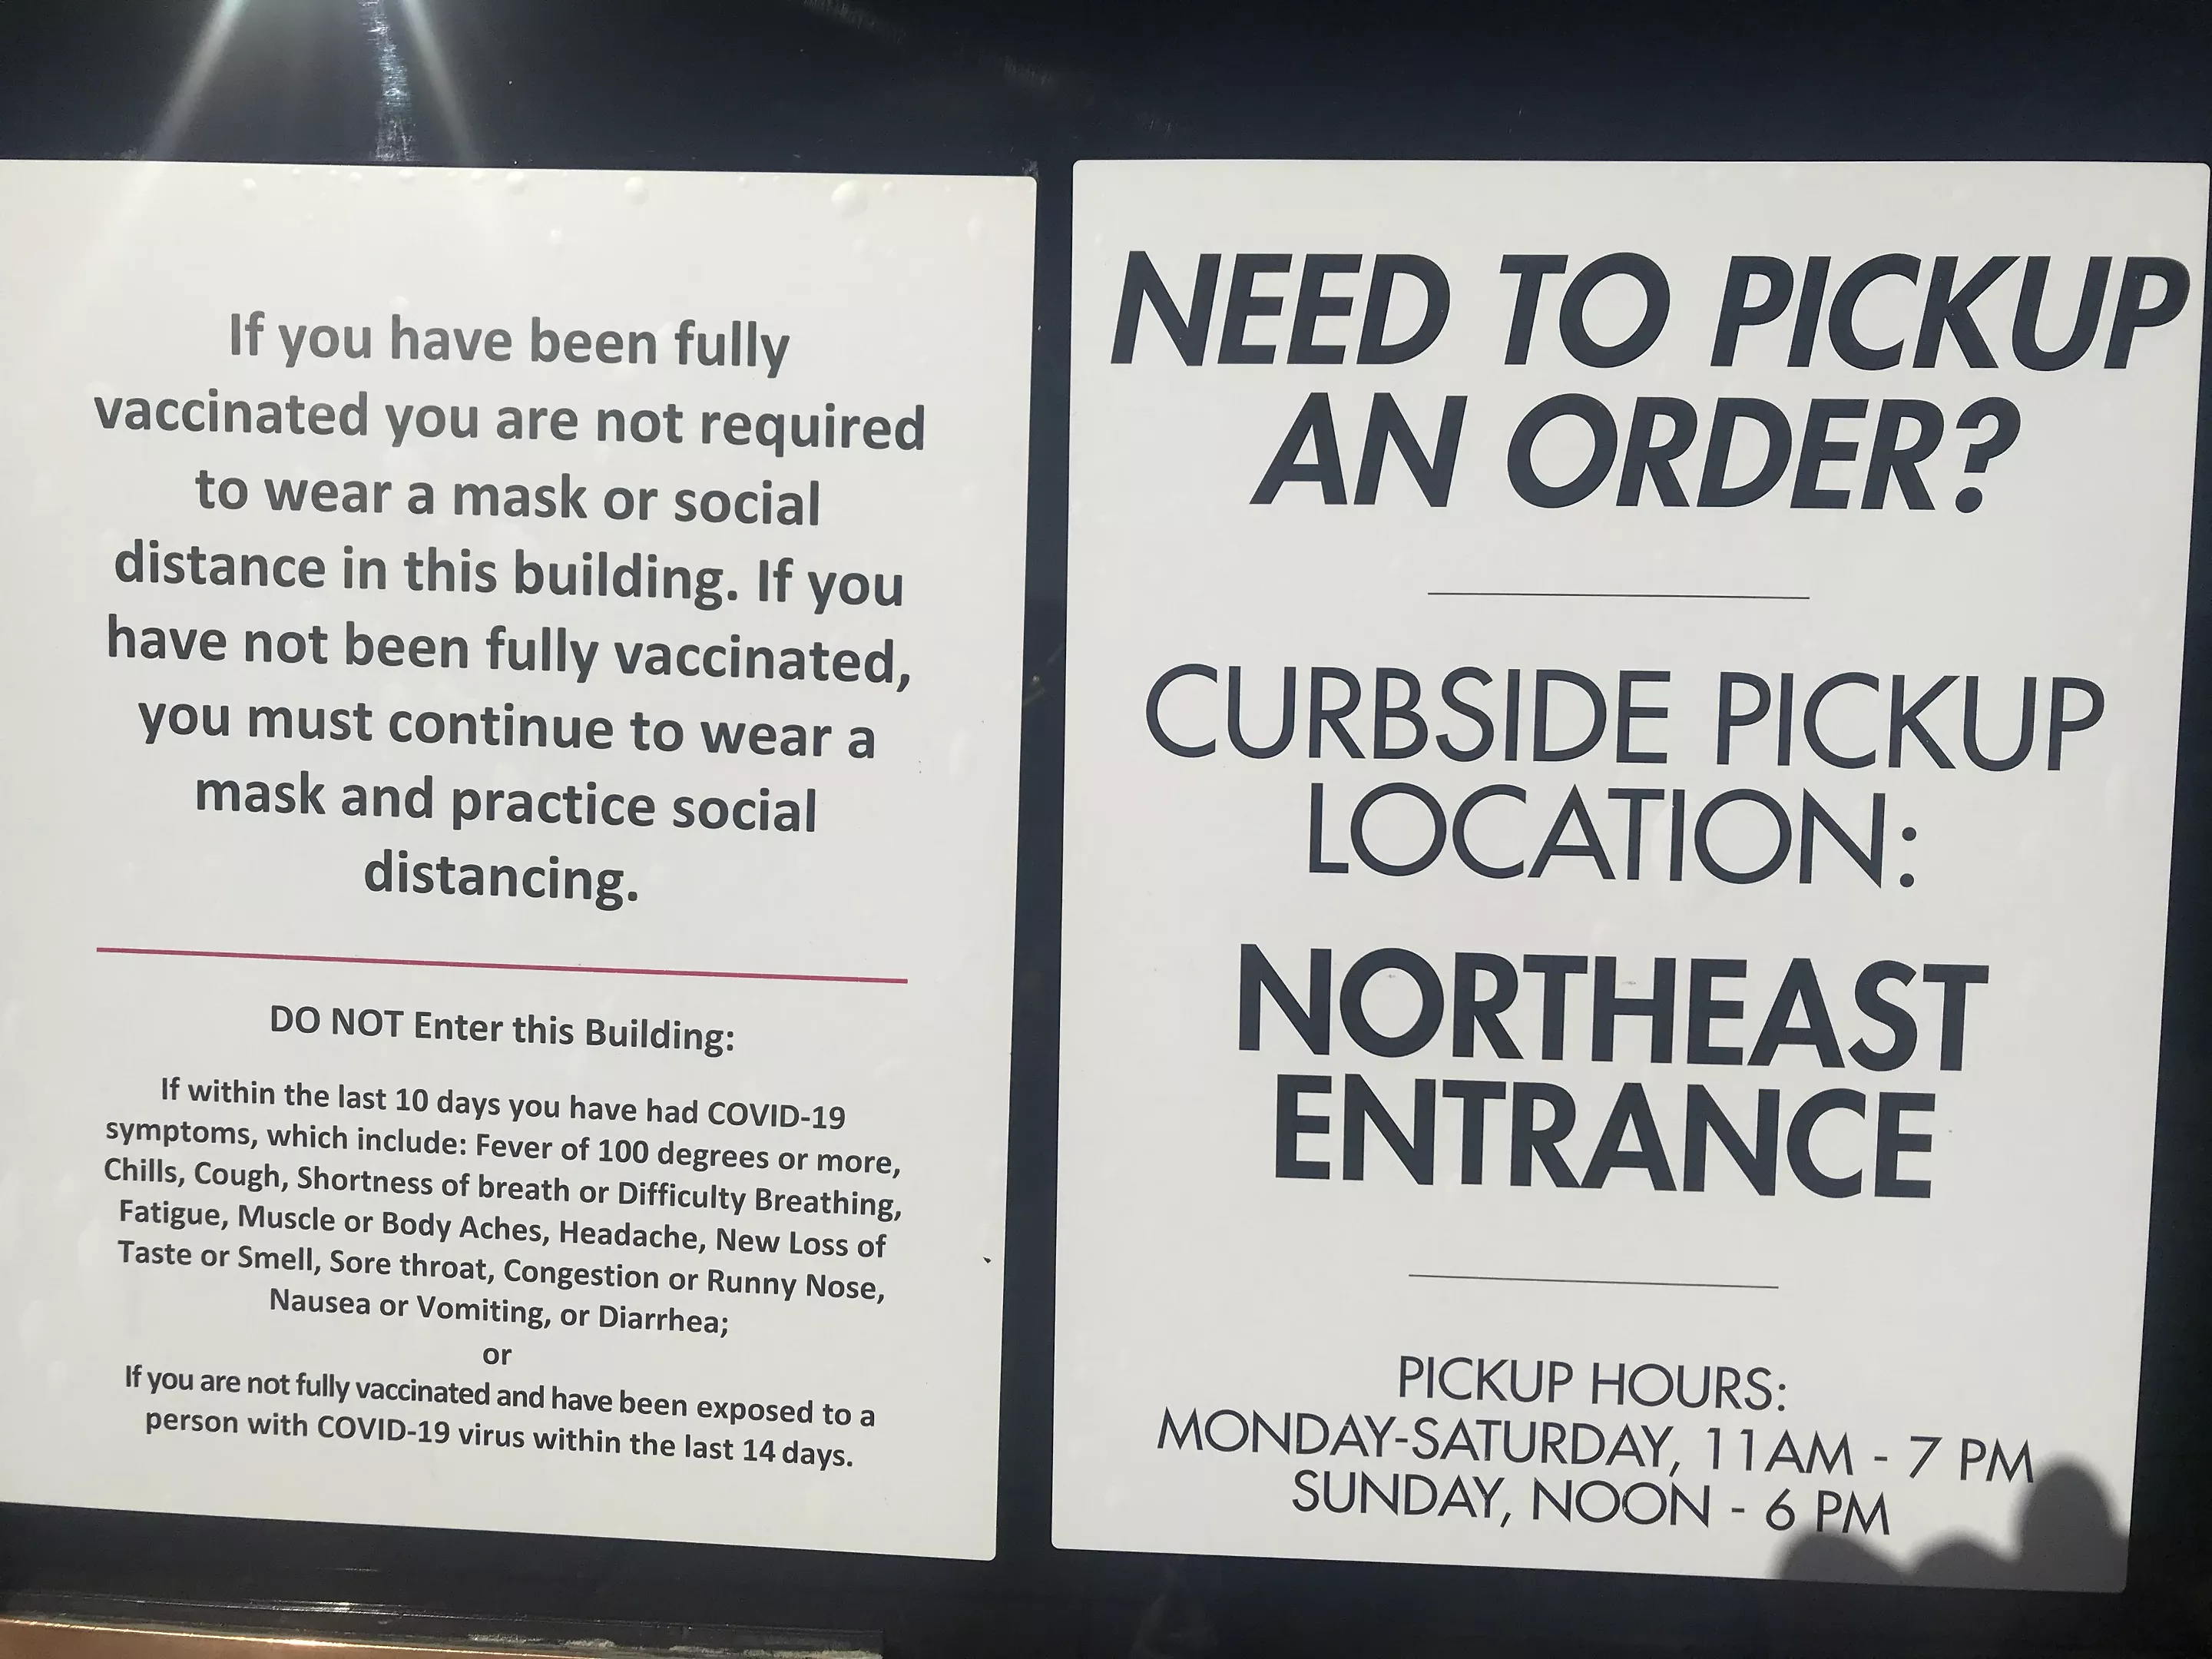 If you have been fully
vaccinated you are not required
to wear a mask or social
distance in this building. If you
have not been fully vaccinated,
you must continue to wear a
mask and practice social
distancing.
DO NOT Enter this Building:
If within the last 10 days you have had COVID-19
symptoms, which include: Fever of 100 degrees or more,
Chills, Cough, Shortness of breath or Difficulty Breathing,
Fatigue, Muscle or Body Aches, Headache, New Loss of
Taste or Smell, Sore throat, Congestion or Runny Nose,
Nausea or Vomiting, or Diarrhea;
or
If you are not fully vaccinated and have been exposed to a
person with COVID-19 virus within the last 14 days.
NEED TO PICKUP
AN ORDER?
CURBSIDE PICKUP
LOCATION:
NORTHEAST
ENTRANCE
PICKUP HOURS:
MONDAY-SATURDAY, 11AM - 7 PM
SUNDAY, NOON - 6 PM